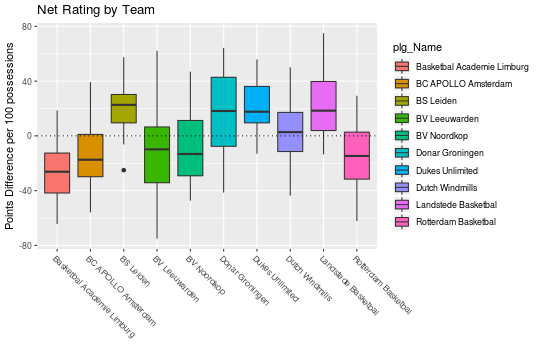 Net Rating by Team
Points Difference per 100 possessions
80
40
0
-40
-80
Basketbal Academie Limburg
BC APOLLO Amsterdam
BS Leiden
BV Leeuwarden
BV Noordkop
Donar Groningen
Dukes Unlimited
Dutch Windmills
Landstede Basketbal
Rotterdam Basketbal
plg_Name
Basketbal Academie Limburg
BC APOLLO Amsterdam
BS Leiden
BV Leeuwarden
BV Noordkop
Donar Groningen
Dukes Unlimited
Dutch Windmills
Landstede Basketbal
Rotterdam Basketbal